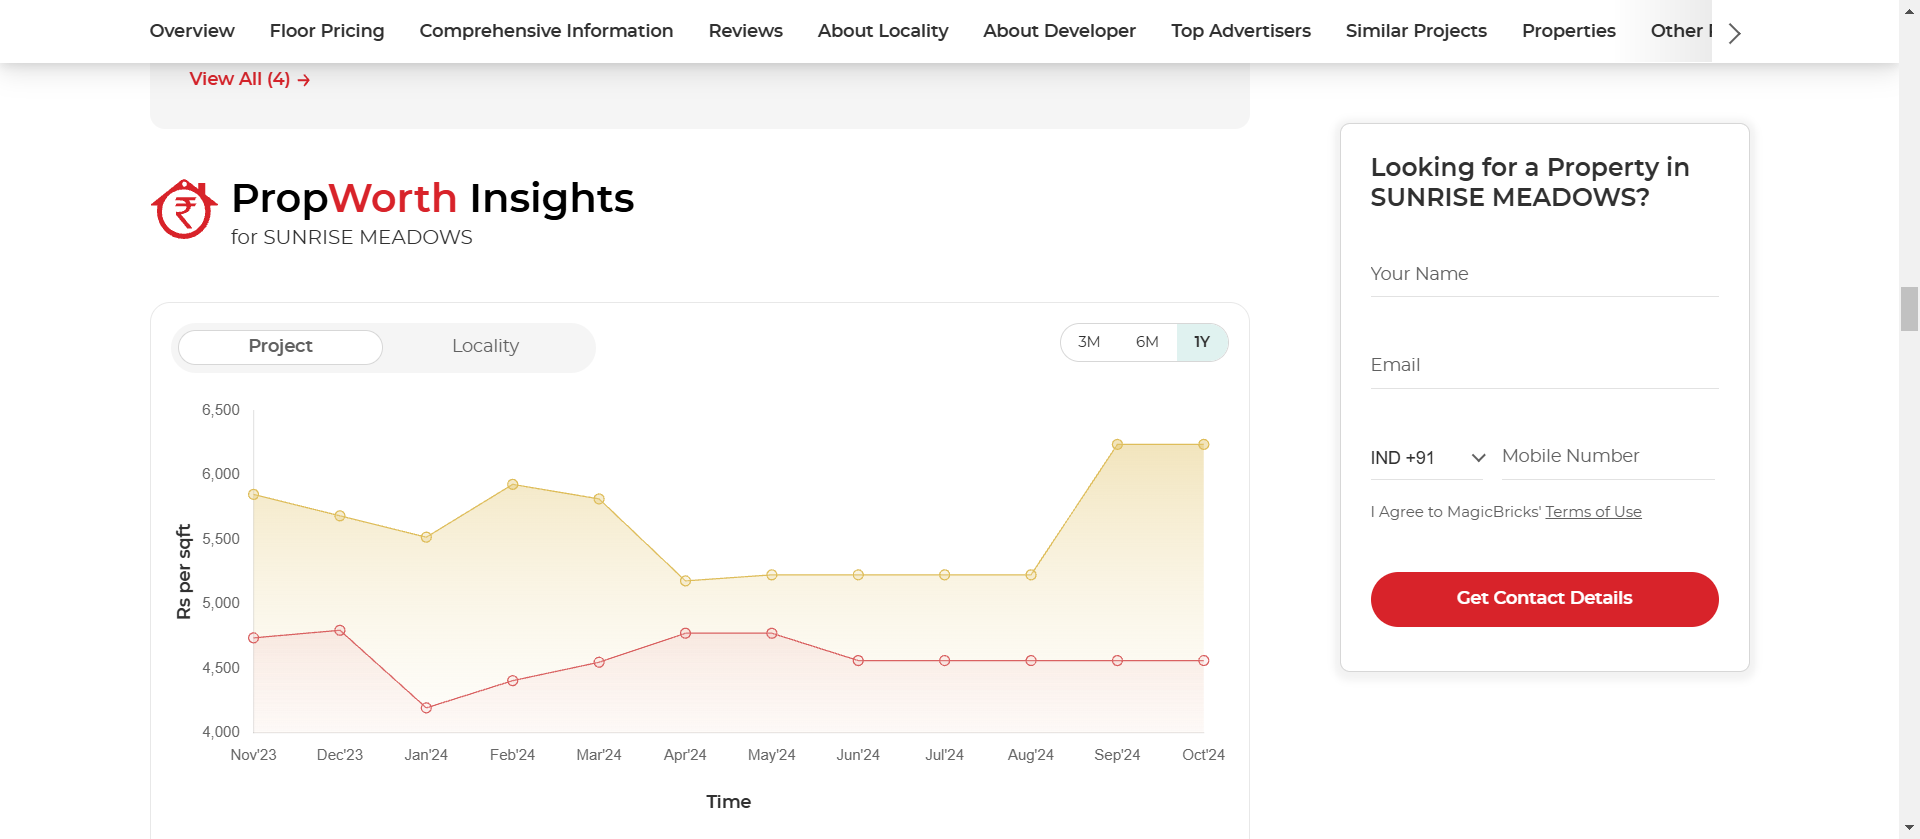 Overview Floor Pricing Comprehensive Information Reviews About Locality About Developer Top Advertisers Similar Projects Properties Other
View All (4) →
PropWorth Insights
for SUNRISE MEADOWS
Project Locality
3M 6M 1Y
Rs per sqft
6,500
6,000
5,500
5,000
4,500
4,000
Nov'23 Dec'23 Jan'24 Feb'24 Mar'24 Apr'24 May'24 Jun'24 Jul'24 Aug'24 Sep'24 Oct'24
Time
Looking for a Property in
SUNRISE MEADOWS?
Your Name
Email
IND +91 Mobile Number
I Agree to MagicBricks' Terms of Use
Get Contact Details